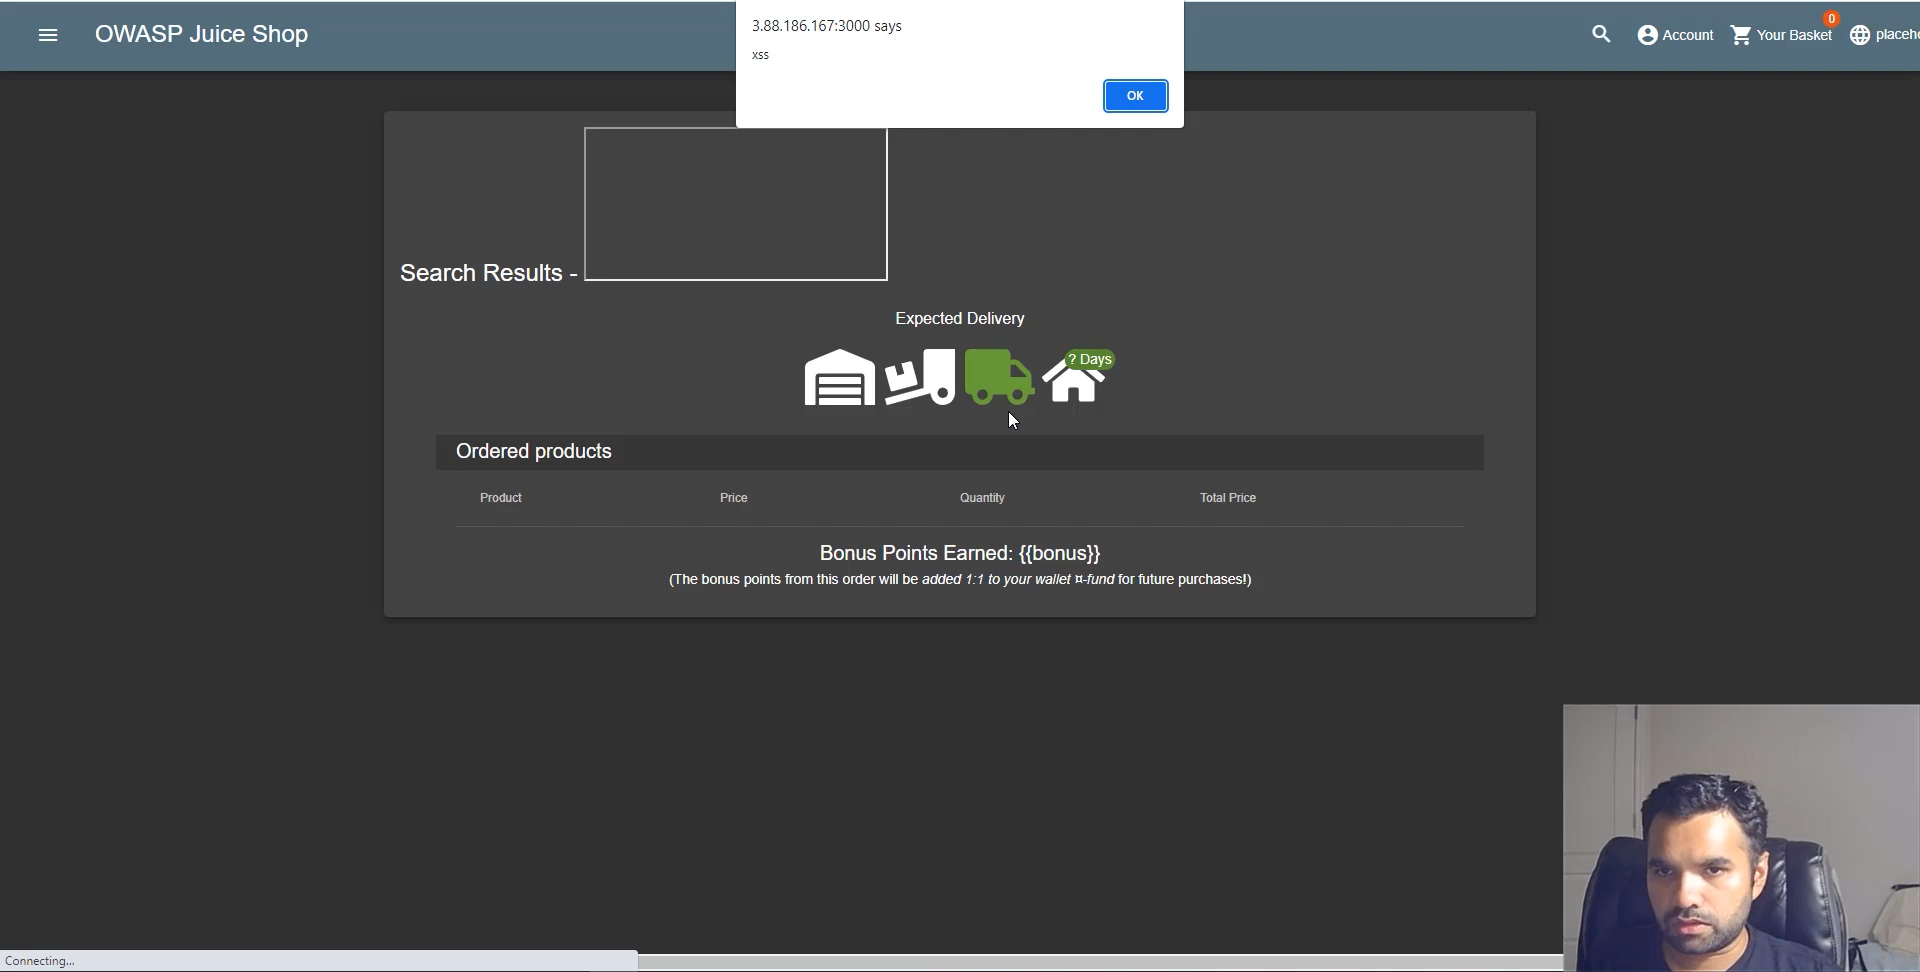 OWASP Juice Shop
3.88.186.167:3000 says
xss
OK
0
Account
Your Basket
placeho
Search Results -
Expected Delivery
? Days
Ordered products
Product Price Quantity Total Price
Bonus Points Earned: {{bonus}}
(The bonus points from this order will be added 1:1 to your wallet ¤-fund for future purchases!)
Connecting...